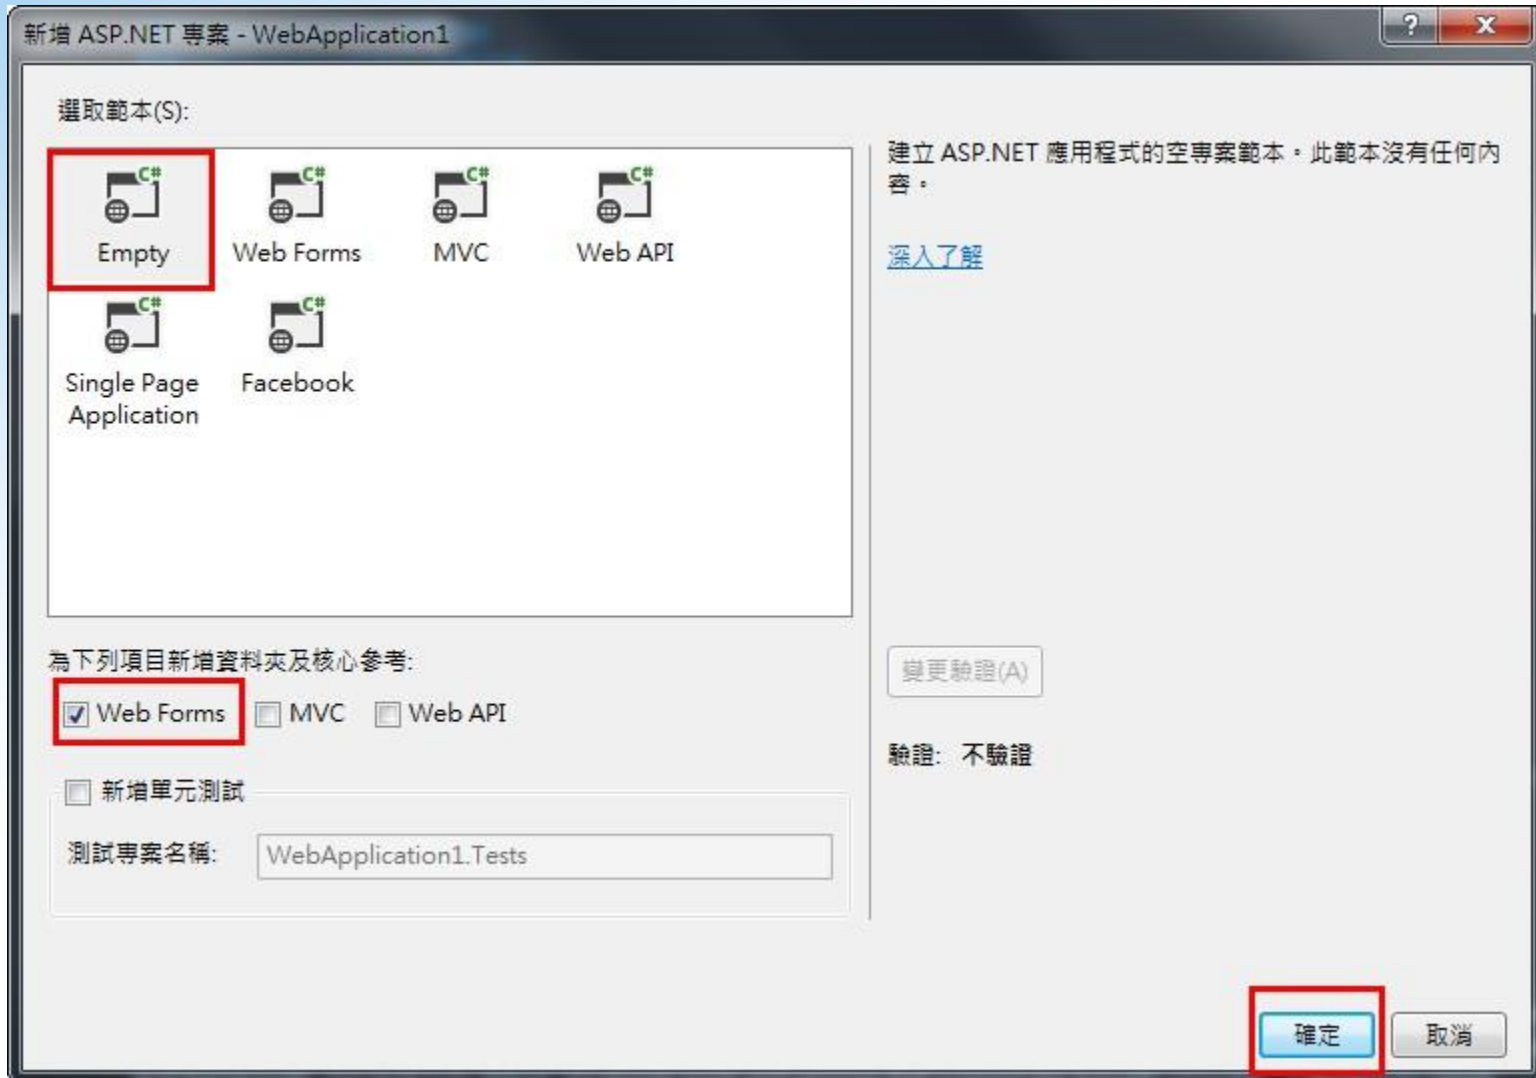 新增 ASP.NET 專案 - WebApplication1
?
X
選取範本(S):
C# C# C# C#
Empty Web Forms MVC Web API
C# C#
Single Page Facebook
Application
建立 ASP.NET 應用程式的空專案範本。此範本沒有任何內
容。
深入了解
為下列項目新增資料夾及核心參考:
Web Forms MVC Web API
變更驗證(A)
驗證: 不驗證
新增單元測試
測試專案名稱: WebApplication1.Tests
確定 取消